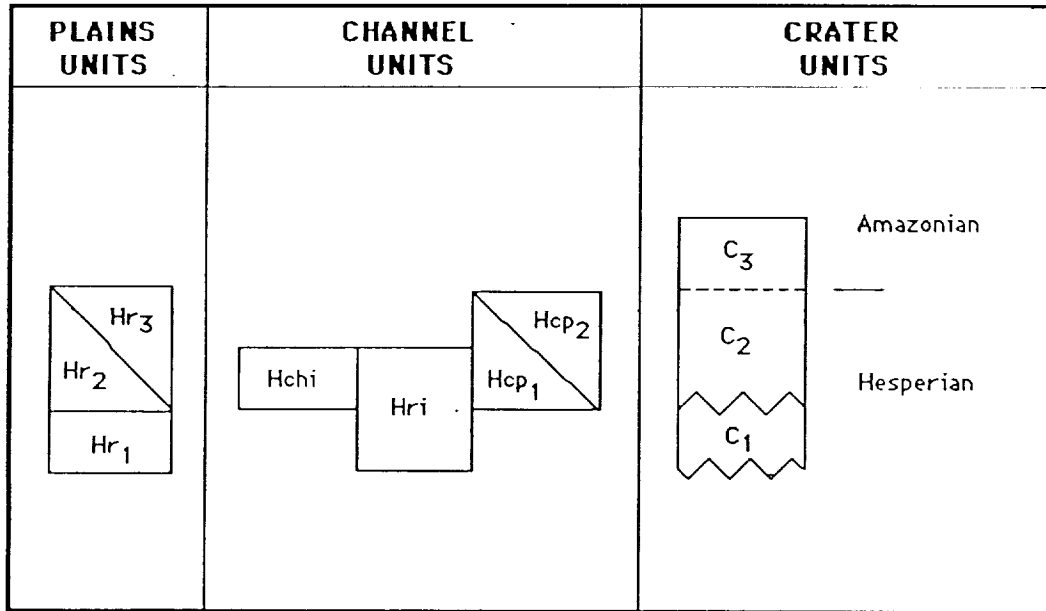 PLAINS
UNITS
CHANNEL
UNITS
CRATER
UNITS
Hr3
Hr2
Hr1
Hchi
Hri
Hcp2
Hcp1
C3
C2
C1
Amazonian
Hesperian